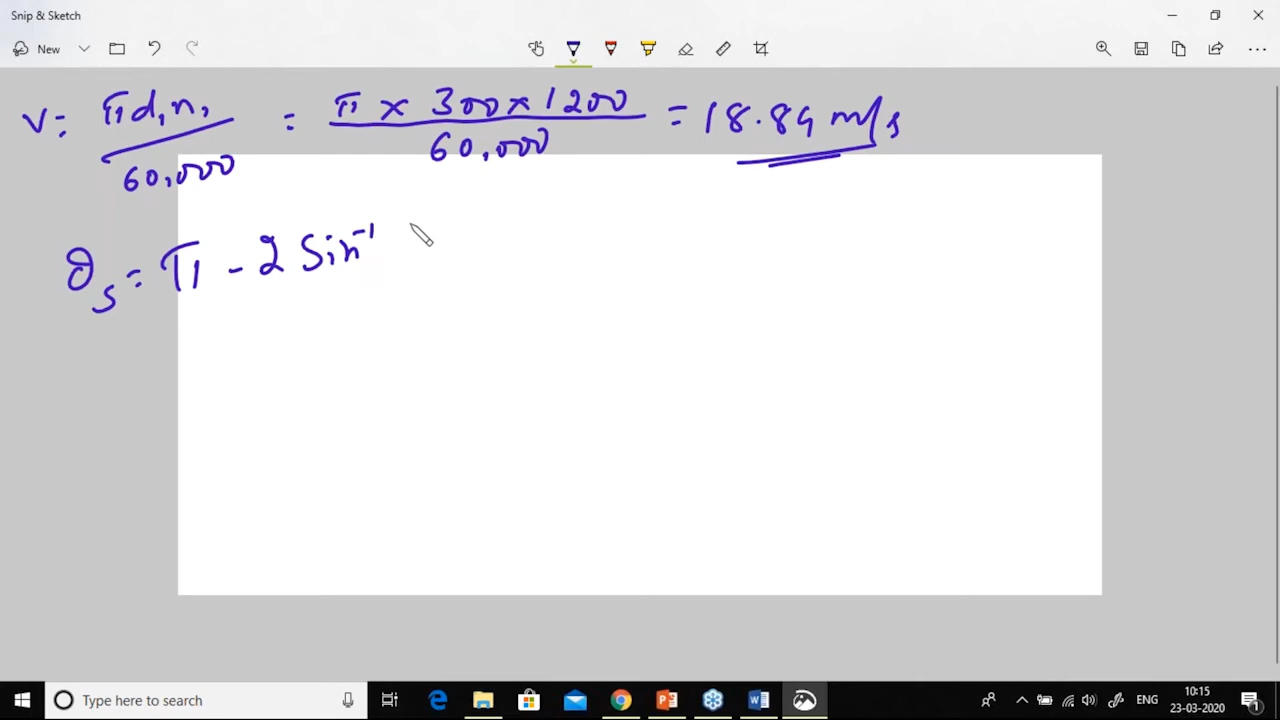 Snip & Sketch
New
V = πd₁n₁ / 60,000 = π × 300 × 1200 / 60,000 = 18.84 m/s
θₛ = π - 2 Sin⁻¹
Type here to search
ENG
10:15
23-03-2020
1